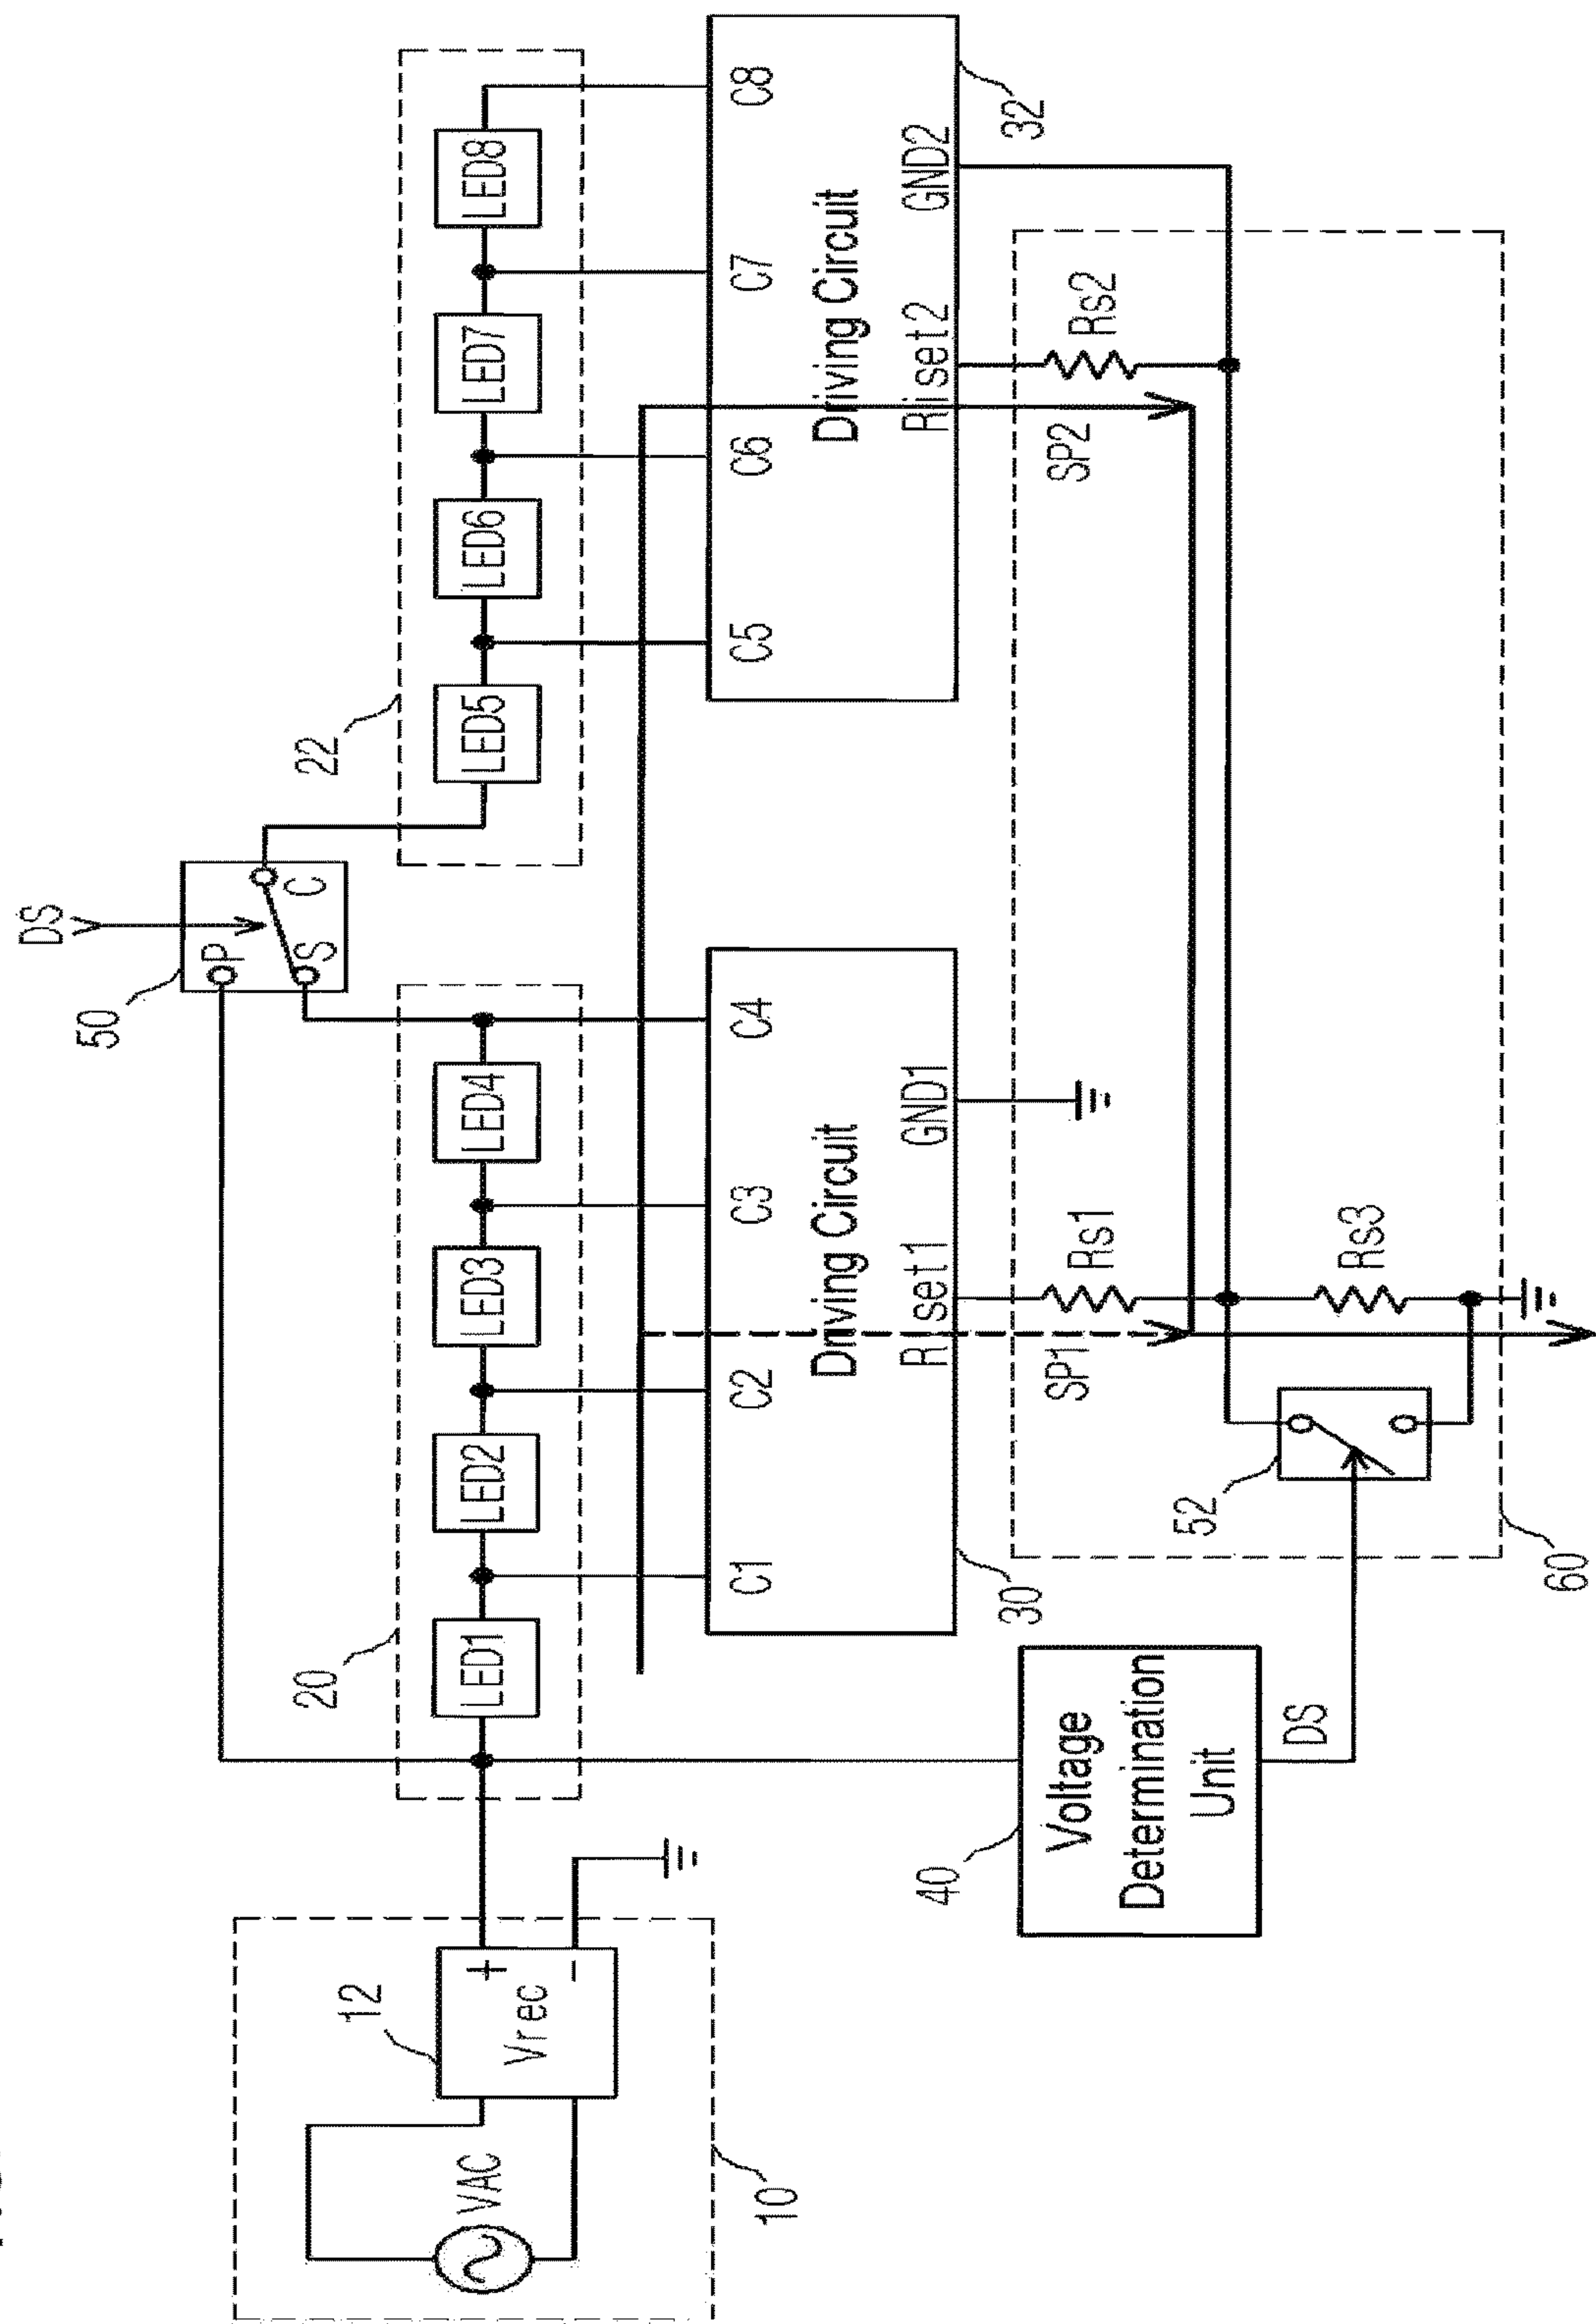 DS
50
P
S
C
20
LED1
LED2
LED3
LED4
22
LED5
LED6
LED7
LED8
12
VAC
Vrec
+
-
10
C1
C2
C3
C4
Driving Circuit
Riset1
GND1
30
C5
C6
C7
C8
Driving Circuit
Riset2
GND2
32
40
Voltage
Determination
Unit
DS
SP1
Rs1
SP2
Rs2
52
Rs3
60